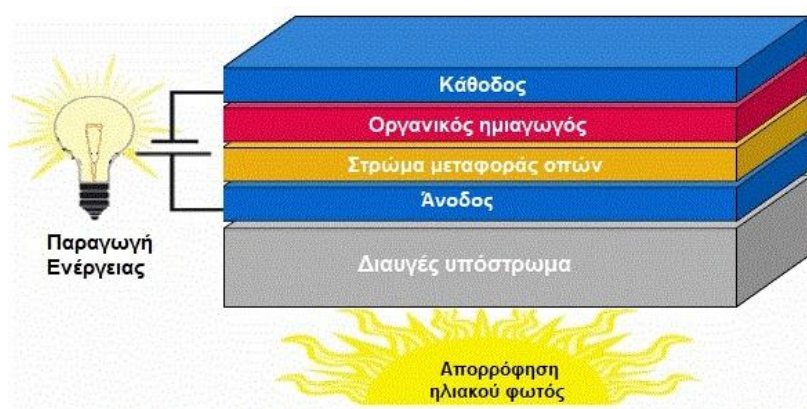 Κάθοδος
Οργανικός ημιαγωγός
Στρώμα μεταφοράς οπών
Άνοδος
Διαυγές υπόστρωμα
Παραγωγή
Ενέργειας
Απορρόφηση
ηλιακού φωτός